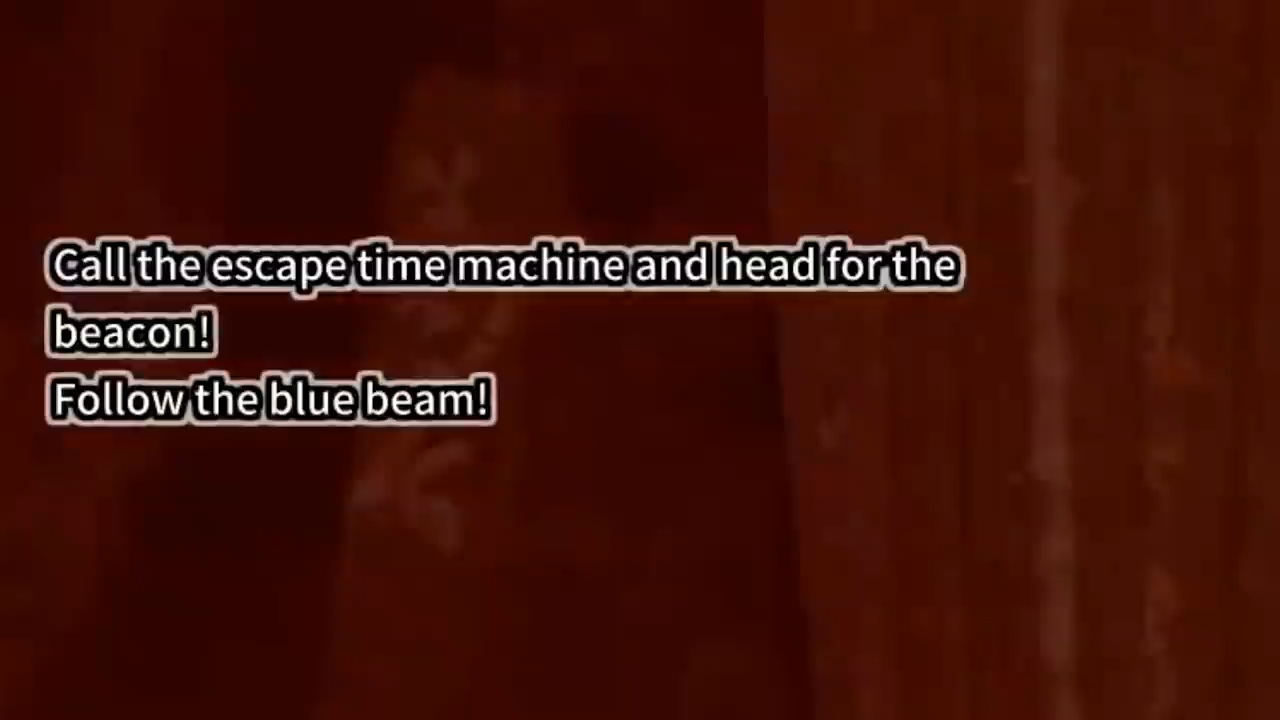 Call the escape time machine and head for the
beacon!
Follow the blue beam!